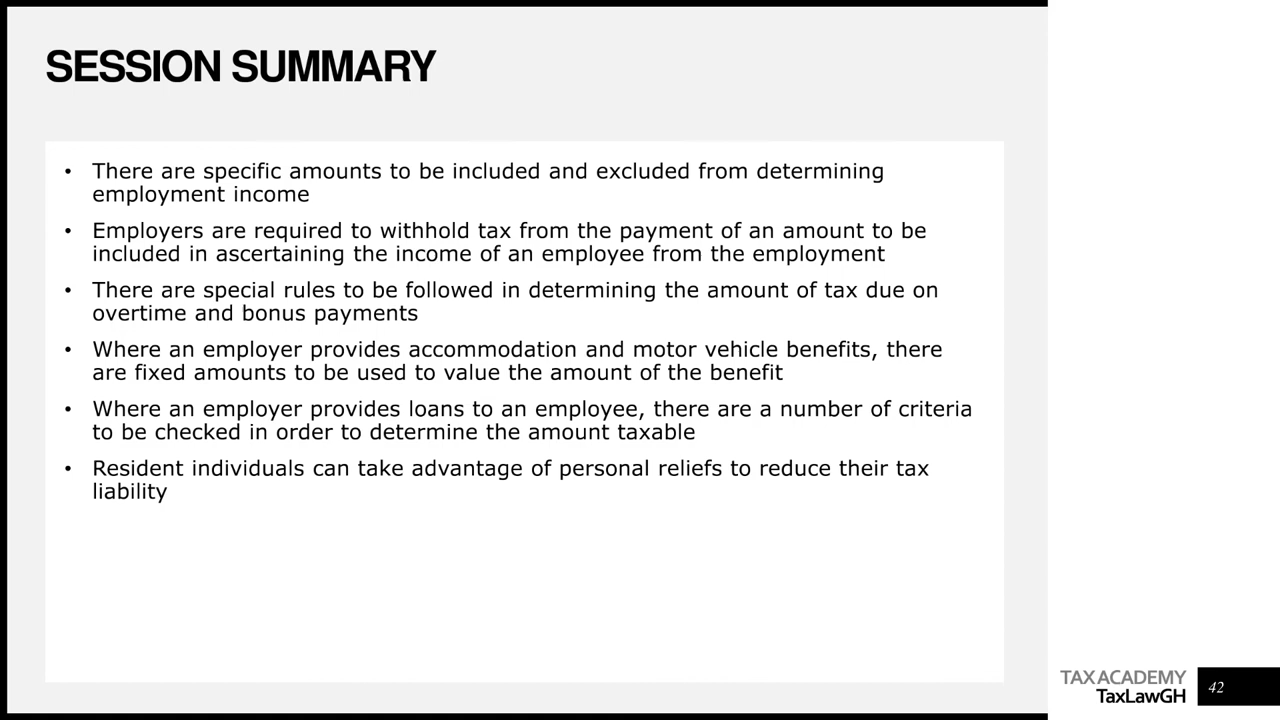 SESSION SUMMARY
• There are specific amounts to be included and excluded from determining
employment income
• Employers are required to withhold tax from the payment of an amount to be
included in ascertaining the income of an employee from the employment
• There are special rules to be followed in determining the amount of tax due on
overtime and bonus payments
• Where an employer provides accommodation and motor vehicle benefits, there
are fixed amounts to be used to value the amount of the benefit
• Where an employer provides loans to an employee, there are a number of criteria
to be checked in order to determine the amount taxable
• Resident individuals can take advantage of personal reliefs to reduce their tax
liability
TAX ACADEMY
TaxLawGH
42